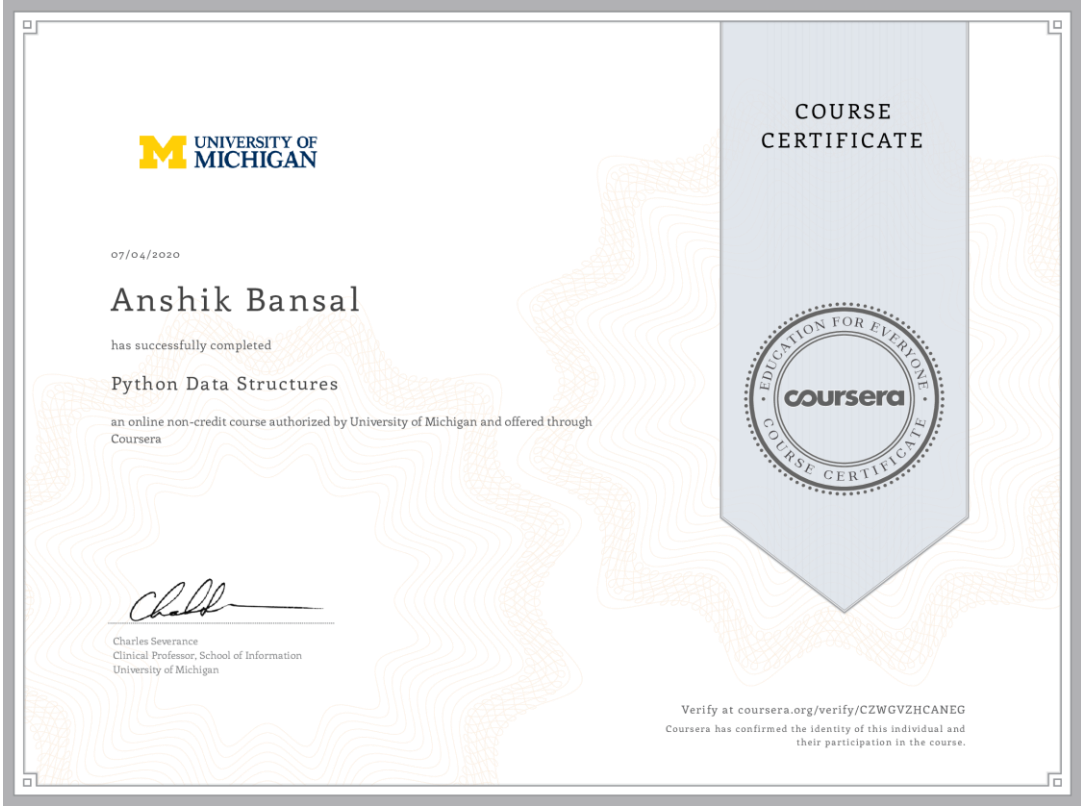 UNIVERSITY OF
MICHIGAN
COURSE
CERTIFICATE
07/04/2020
Anshik Bansal
has successfully completed
Python Data Structures
an online non-credit course authorized by University of Michigan and offered through
Coursera
EDUCATION FOR EVERYONE
coursera
COURSE CERTIFICATE
Charles Severance
Clinical Professor, School of Information
University of Michigan
Verify at coursera.org/verify/CZWGVZHCANEG
Coursera has confirmed the identity of this individual and
their participation in the course.